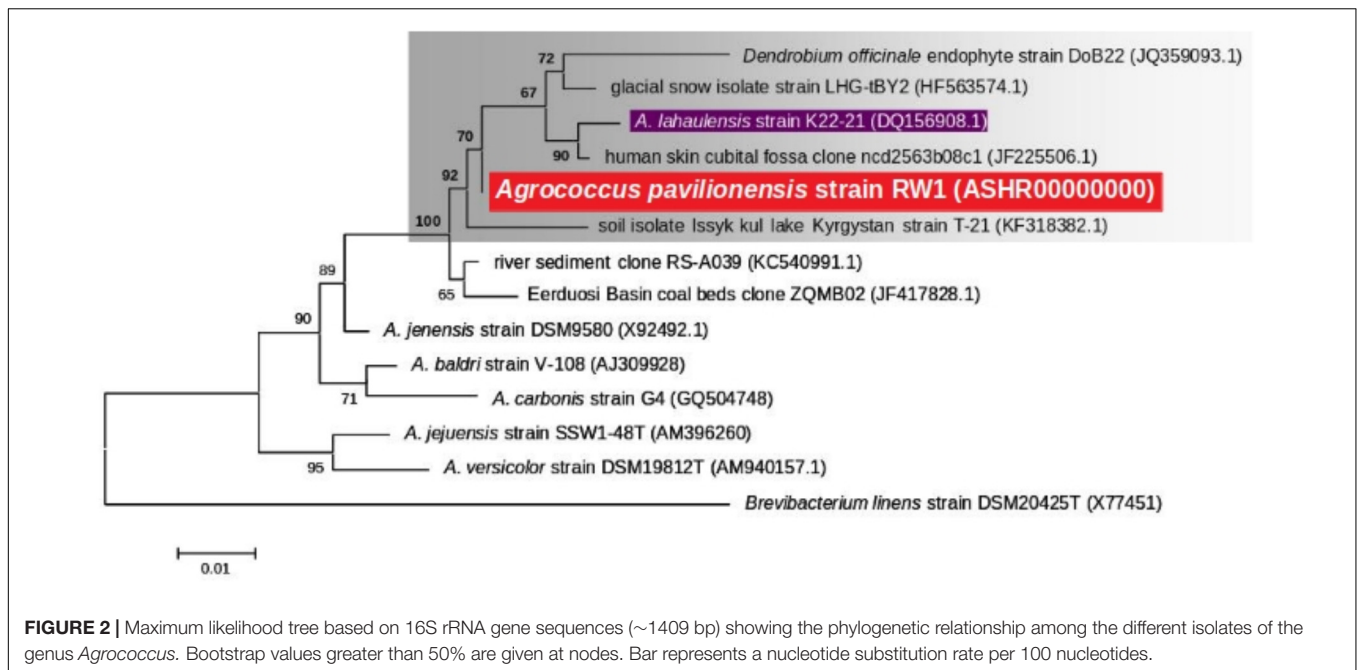 72
Dendrobium officinale endophyte strain DoB22 (JQ359093.1)
glacial snow isolate strain LHG-tBY2 (HF563574.1)
67
A. lahaulensis strain K22-21 (DQ156908.1)
70
90
human skin cubital fossa clone ncd2563b08c1 (JF225506.1)
92
Agrococcus pavilionensis strain RW1 (ASHR00000000)
100
soil isolate Issyk kul lake Kyrgystan strain T-21 (KF318382.1)
river sediment clone RS-A039 (KC540991.1)
89
65
Eerduosi Basin coal beds clone ZQMB02 (JF417828.1)
90
A. jenensis strain DSM9580 (X92492.1)
A. baldri strain V-108 (AJ309928)
71
A. carbonis strain G4 (GQ504748)
A. jejuensis strain SSW1-48T (AM396260)
95
A. versicolor strain DSM19812T (AM940157.1)
Brevibacterium linens strain DSM20425T (X77451)
0.01
FIGURE 2 | Maximum likelihood tree based on 16S rRNA gene sequences (~1409 bp) showing the phylogenetic relationship among the different isolates of the
genus Agrococcus. Bootstrap values greater than 50% are given at nodes. Bar represents a nucleotide substitution rate per 100 nucleotides.